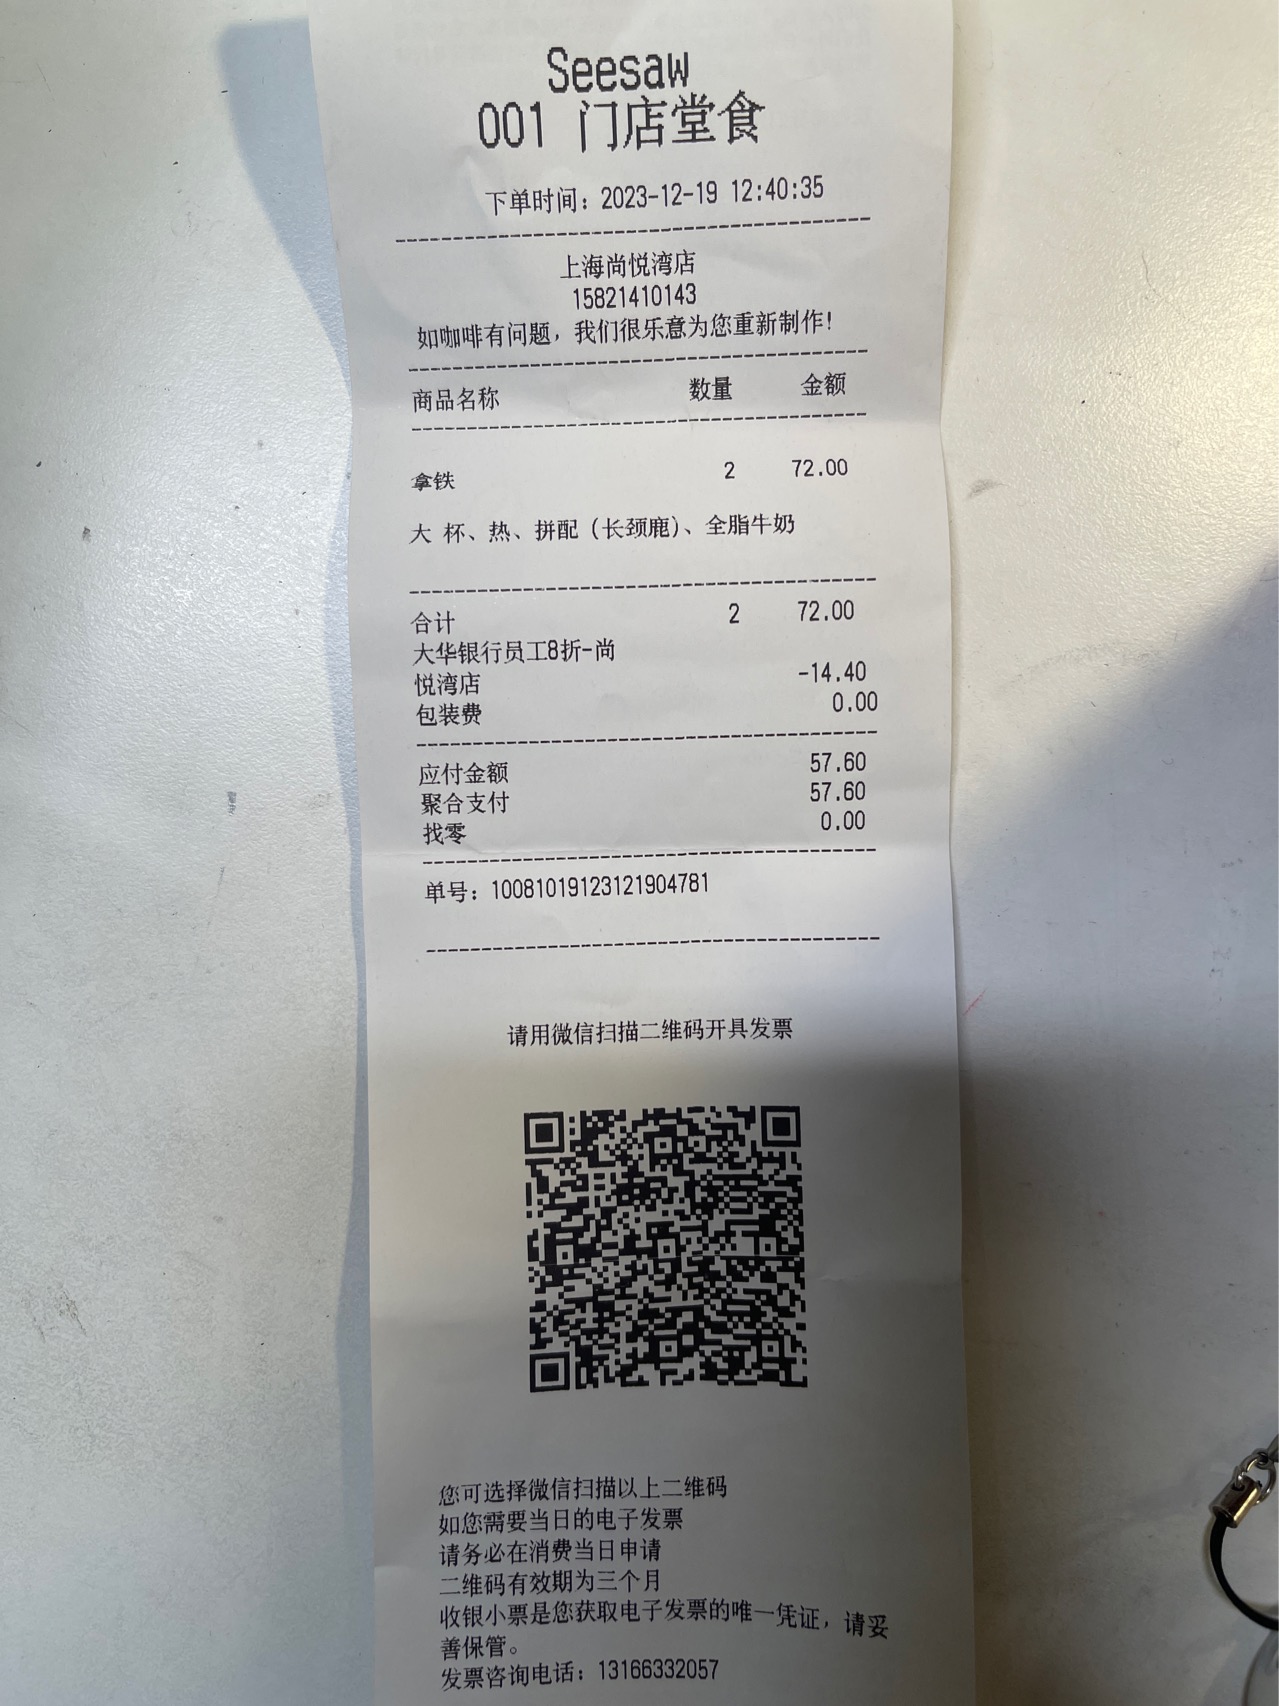 Seesaw
001 门店堂食
下单时间：2023-12-19 12:40:35
上海尚悦湾店
15821410143
如咖啡有问题，我们很乐意为您重新制作！
商品名称 数量 金额
拿铁 2 72.00
大 杯、热、拼配（长颈鹿）、全脂牛奶
合计 2 72.00
大华银行员工8折-尚
悦湾店 -14.40
包装费 0.00
应付金额 57.60
聚合支付 57.60
找零 0.00
单号：10081019123121904781
请用微信扫描二维码开具发票
您可选择微信扫描以上二维码
如您需要当日的电子发票
请务必在消费当日申请
二维码有效期为三个月
收银小票是您获取电子发票的唯一凭证，请妥
善保管。
发票咨询电话：13166332057